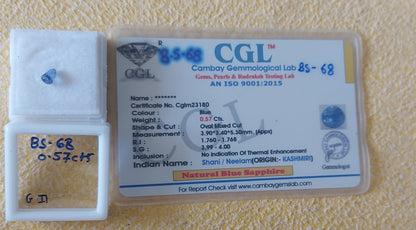 BS-68
0.57cts
G D
R
BS-68
CGL™
CGL
Cambay Gemmological Lab
BS-68
Gems, Pearls & Rudraksh Testing Lab
AN ISO 9001:2015
Name : *******
Certificate No. Cglm23180
Colour : Blue
Weight : 0.57 Cts.
Shape & Cut : Oval Mixed Cut
Measurement : 3.90*3.40*5.30mm. (Appx)
R.I : 1.760 -1.768
S.G : 3.99 - 4.00
Inclusion : No Indication Of Thermal Enhancement
Indian Name : Shani / Neelam(ORIGIN:- KASHMIR)
Natural Blue Sapphire
For Report Check visit www.cambaygemslab.com